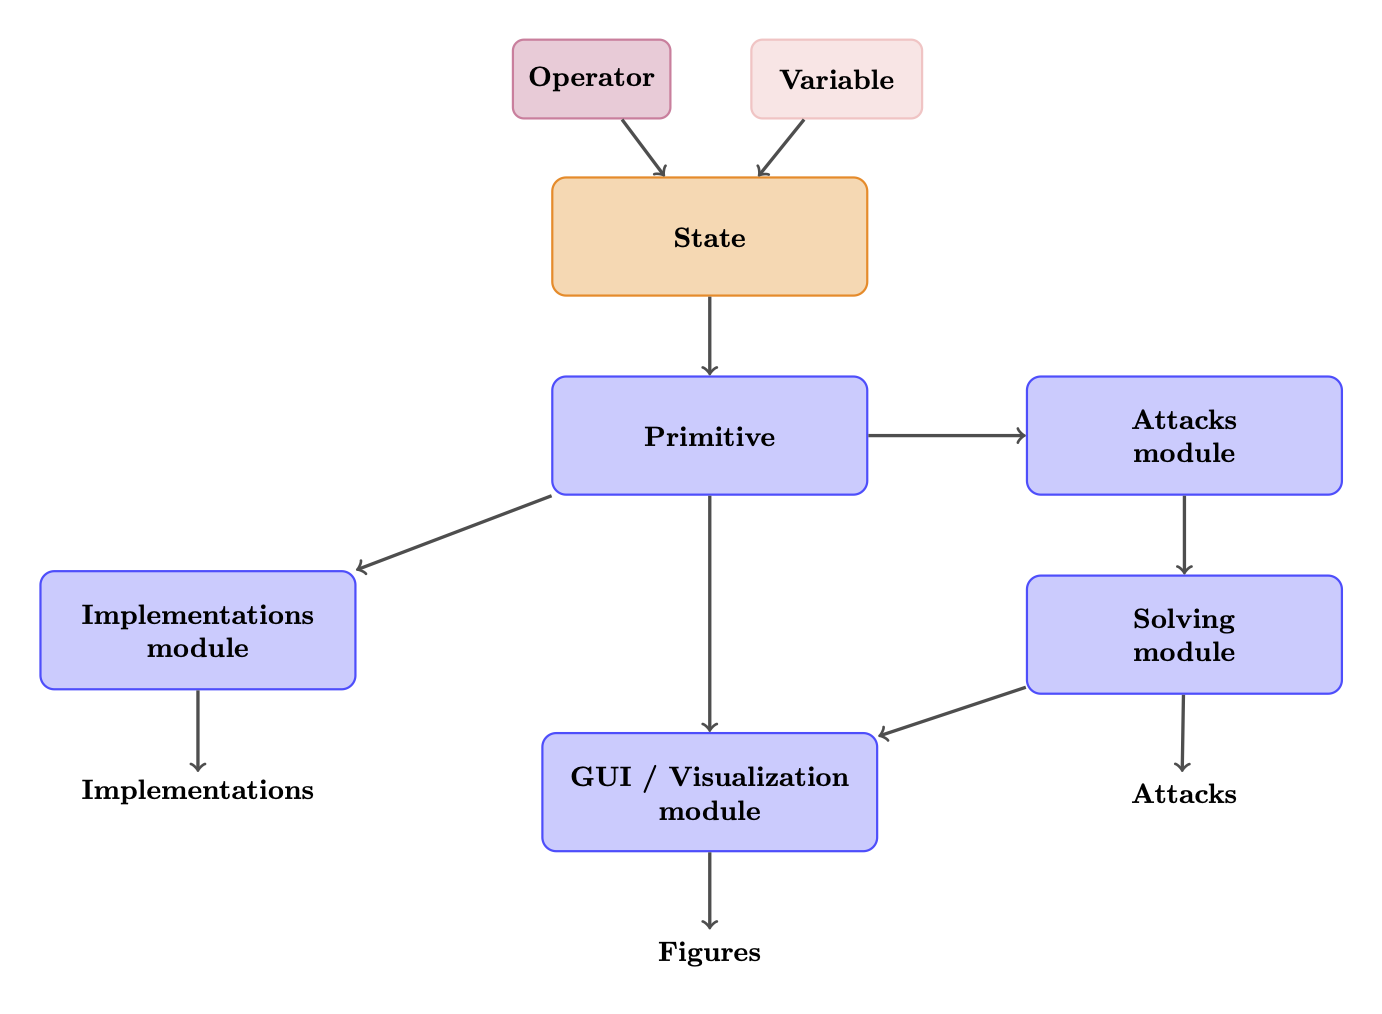 Operator
Variable
State
Primitive
Attacks
module
Implementations
module
Solving
module
GUI / Visualization
module
Implementations
Attacks
Figures